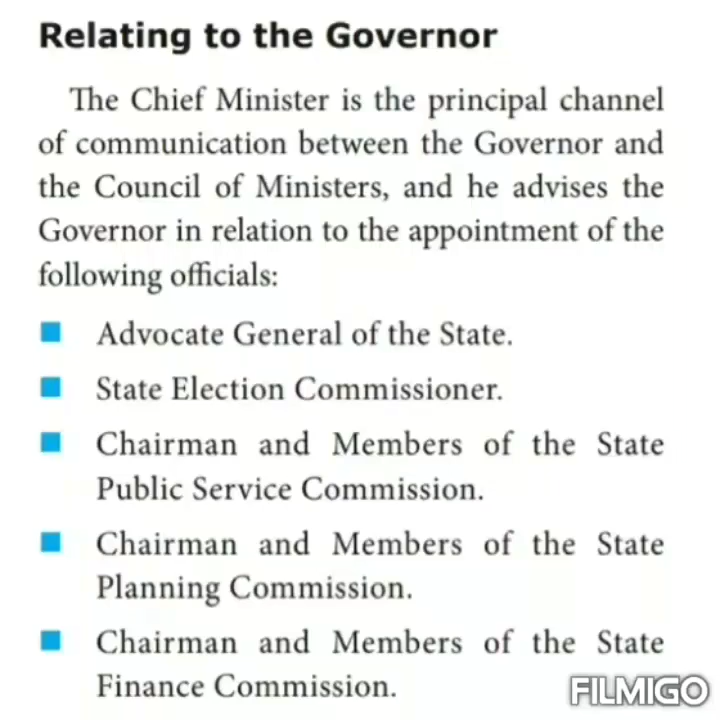 Relating to the Governor
The Chief Minister is the principal channel
of communication between the Governor and
the Council of Ministers, and he advises the
Governor in relation to the appointment of the
following officials:
Advocate General of the State.
State Election Commissioner.
Chairman and Members of the State
Public Service Commission.
Chairman and Members of the State
Planning Commission.
Chairman and Members of the State
Finance Commission.
FILMIGO